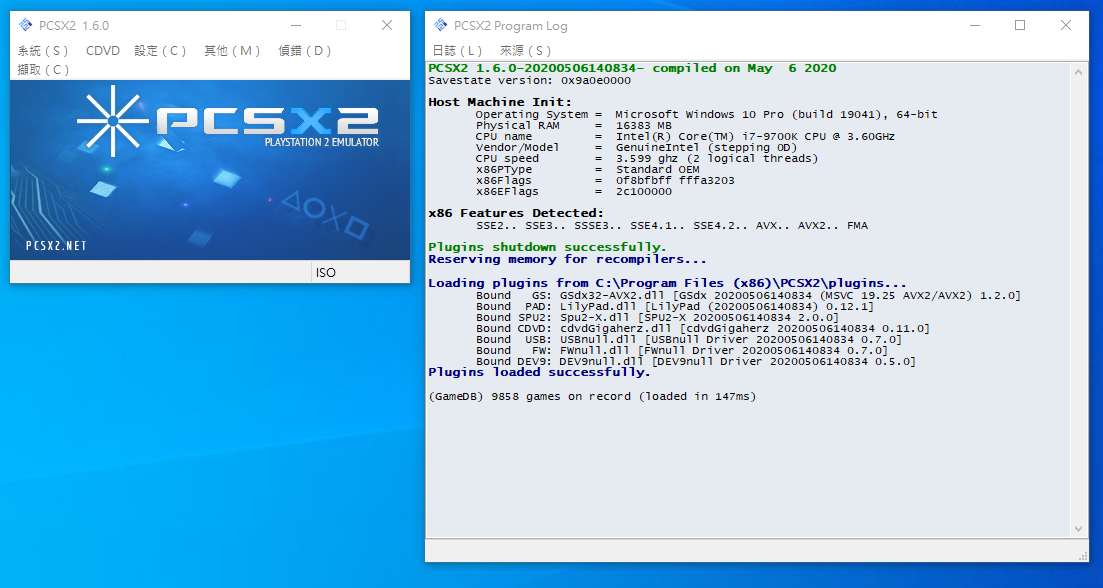 PCSX2 1.6.0
系統(S) CDVD 設定(C) 其他(M) 偵錯(D)
擷取(C)
PCSX2
PLAYSTATION 2 EMULATOR
PCSX2.NET
ISO
PCSX2 Program Log
日誌(L) 來源(S)
PCSX2 1.6.0-20200506140834- compiled on May  6 2020
Savestate version: 0x9a0e0000
Host Machine Init:
Operating System =  Microsoft Windows 10 Pro (build 19041), 64-bit
Physical RAM     =  16383 MB
CPU name         =  Intel(R) Core(TM) i7-9700K CPU @ 3.60GHz
Vendor/Model     =  GenuineIntel (stepping 0D)
CPU speed        =  3.599 ghz (2 logical threads)
x86PType         =  Standard OEM
x86Flags         =  0f8bfbff fffa3203
x86EFlags        =  2c100000
x86 Features Detected:
SSE2.. SSE3.. SSSE3.. SSE4.1.. SSE4.2.. AVX.. AVX2.. FMA
Plugins shutdown successfully.
Reserving memory for recompilers...
Loading plugins from C:\Program Files (x86)\PCSX2\plugins...
Bound   GS: GSdx32-AVX2.dll [GSdx 20200506140834 (MSVC 19.25 AVX2/AVX2) 1.2.0]
Bound  PAD: LilyPad.dll [LilyPad (20200506140834) 0.12.1]
Bound SPU2: Spu2-X.dll [SPU2-X 20200506140834 2.0.0]
Bound CDVD: cdvdGigaherz.dll [cdvdGigaherz 20200506140834 0.11.0]
Bound  USB: USBnull.dll [USBnull Driver 20200506140834 0.7.0]
Bound   FW: FWnull.dll [FWnull Driver 20200506140834 0.7.0]
Bound DEV9: DEV9null.dll [DEV9null Driver 20200506140834 0.5.0]
Plugins loaded successfully.
(GameDB) 9858 games on record (loaded in 147ms)